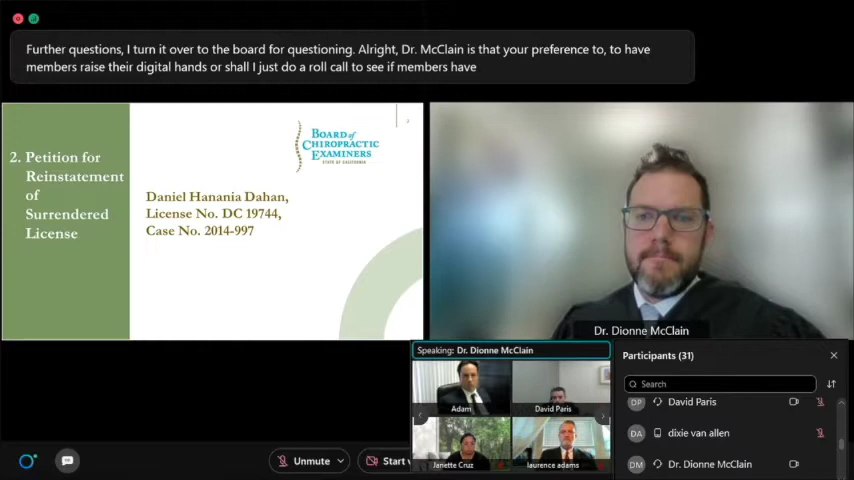 Further questions, I turn it over to the board for questioning. Alright, Dr. McClain is that your preference to, to have
members raise their digital hands or shall I just do a roll call to see if members have
2. Petition for
Reinstatement
of
Surrendered
License
2
BOARD of
CHIROPRACTIC
EXAMINERS
STATE OF CALIFORNIA
Daniel Hanania Dahan,
License No. DC 19744,
Case No. 2014-997
Dr. Dionne McClain
Speaking: Dr. Dionne McClain
Adam
David Paris
Janette Cruz
laurence adams
Participants (31)
Search
DP David Paris
DA dixie van allen
DM Dr. Dionne McClain
Unmute
Start